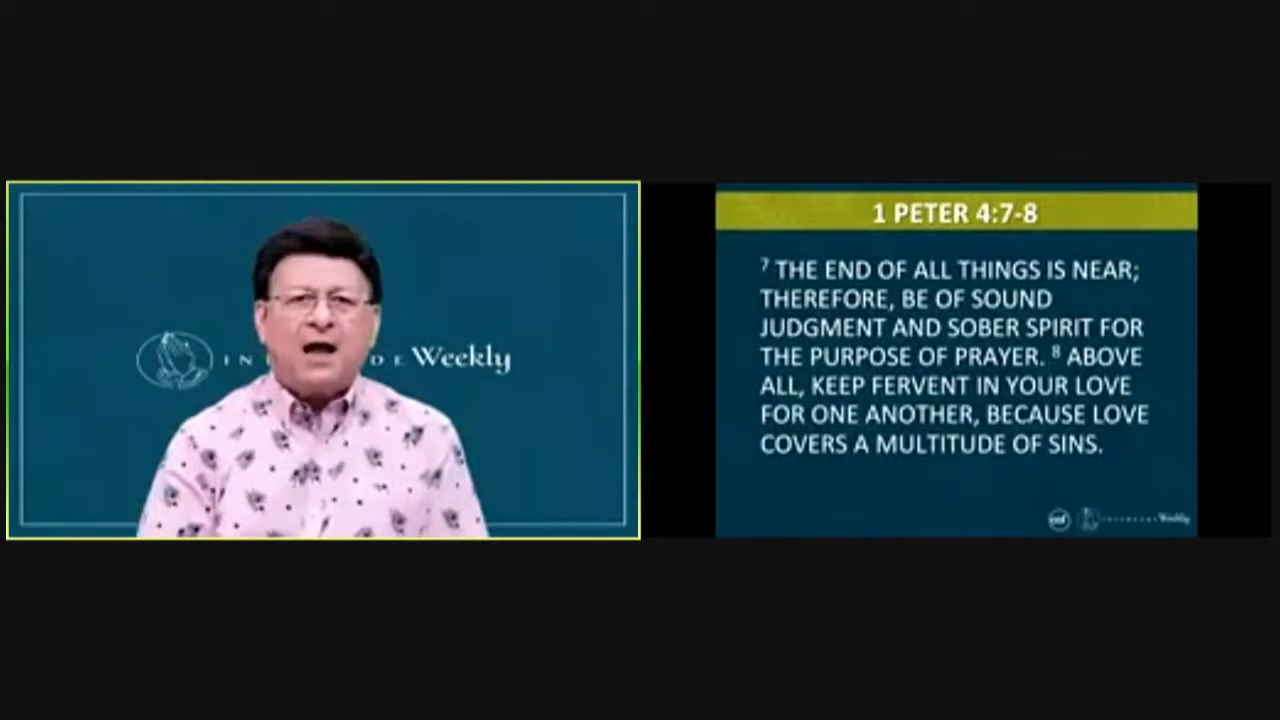 IN DE Weekly
1 PETER 4:7-8
7 THE END OF ALL THINGS IS NEAR;
THEREFORE, BE OF SOUND
JUDGMENT AND SOBER SPIRIT FOR
THE PURPOSE OF PRAYER. 8 ABOVE
ALL, KEEP FERVENT IN YOUR LOVE
FOR ONE ANOTHER, BECAUSE LOVE
COVERS A MULTITUDE OF SINS.
Weekly